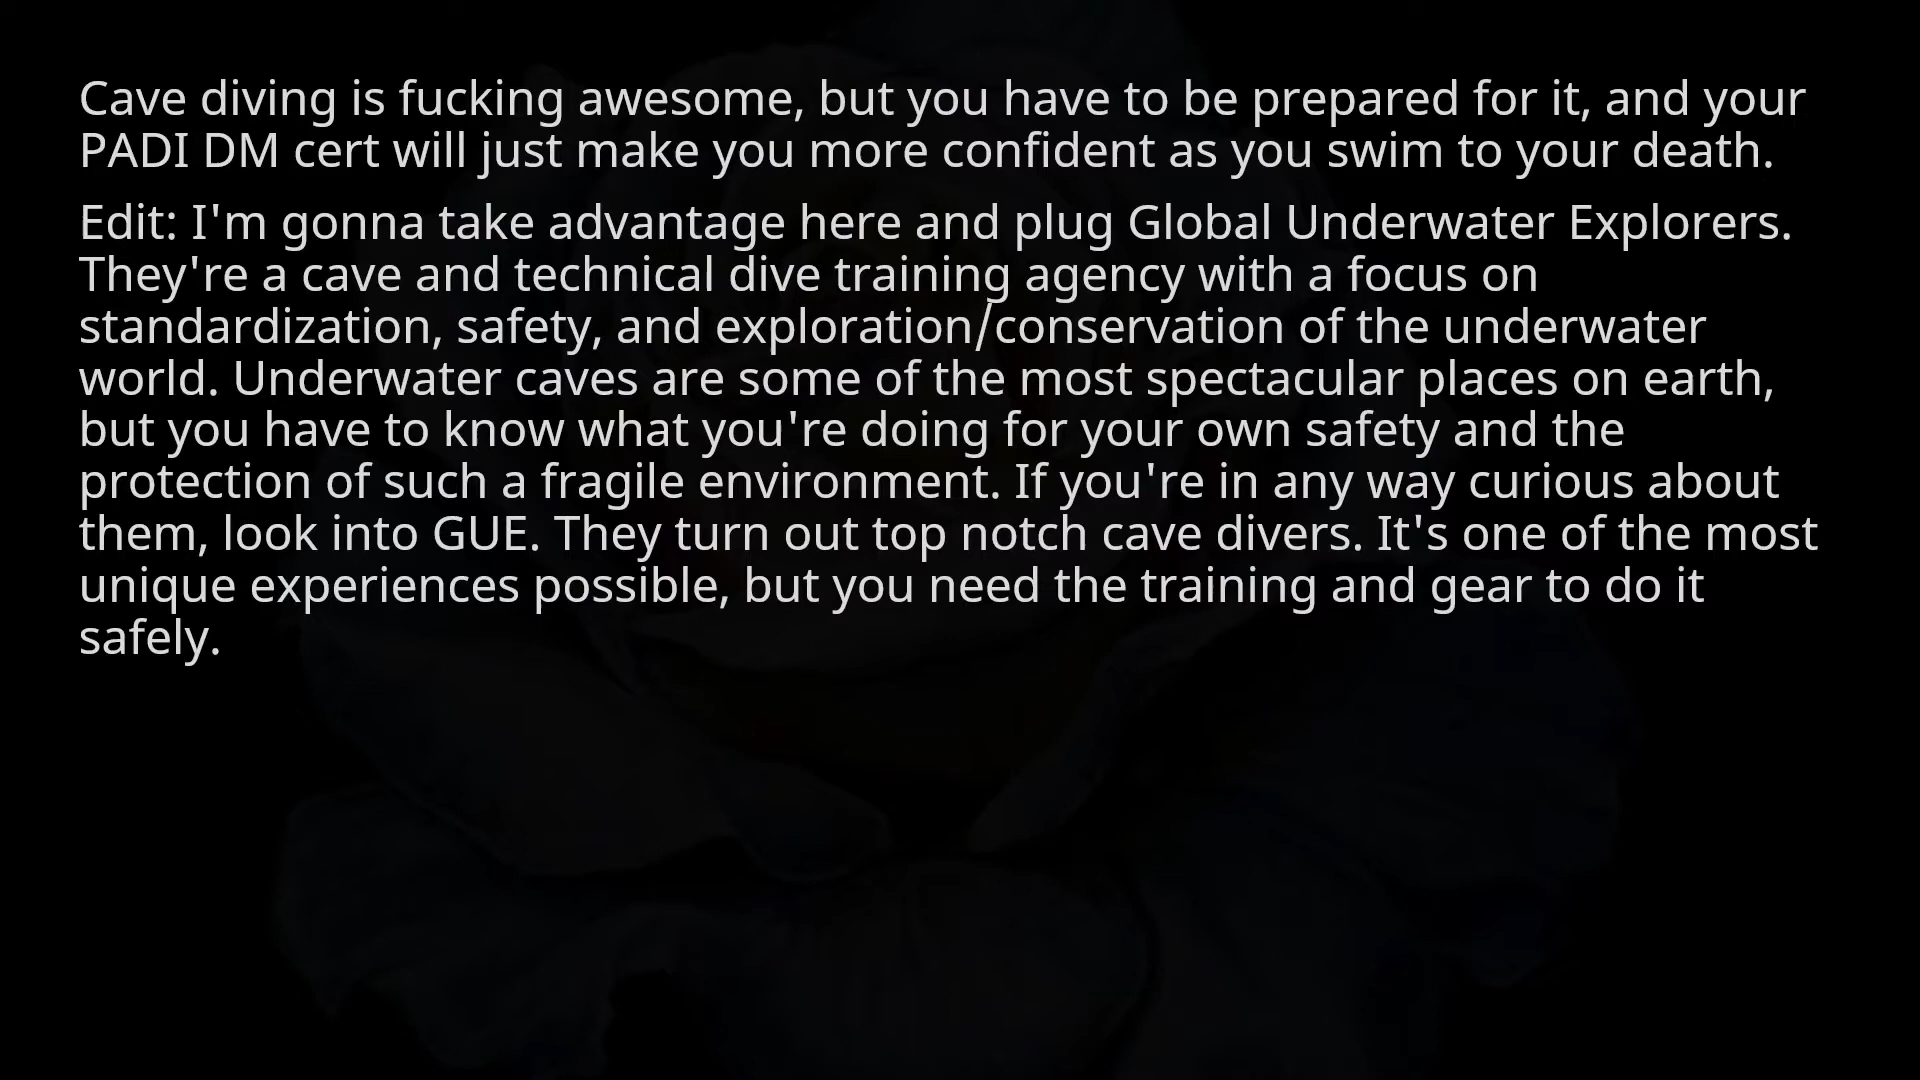 Cave diving is fucking awesome, but you have to be prepared for it, and your
PADI DM cert will just make you more confident as you swim to your death.
Edit: I'm gonna take advantage here and plug Global Underwater Explorers.
They're a cave and technical dive training agency with a focus on
standardization, safety, and exploration/conservation of the underwater
world. Underwater caves are some of the most spectacular places on earth,
but you have to know what you're doing for your own safety and the
protection of such a fragile environment. If you're in any way curious about
them, look into GUE. They turn out top notch cave divers. It's one of the most
unique experiences possible, but you need the training and gear to do it
safely.